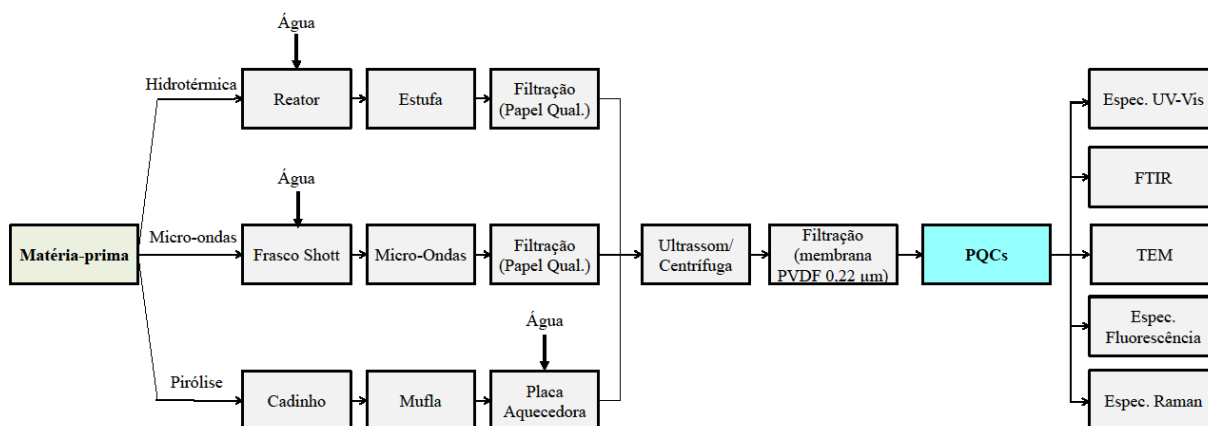 Água
Hidrotérmica
Reator
Estufa
Filtração
(Papel Qual.)
Água
Matéria-prima
Micro-ondas
Frasco Shott
Micro-Ondas
Filtração
(Papel Qual.)
Água
Pirólise
Cadinho
Mufla
Placa
Aquecedora
Ultrassom/
Centrífuga
Filtração
(membrana
PVDF 0,22 µm)
PQCs
Espec. UV-Vis
FTIR
TEM
Espec.
Fluorescência
Espec. Raman